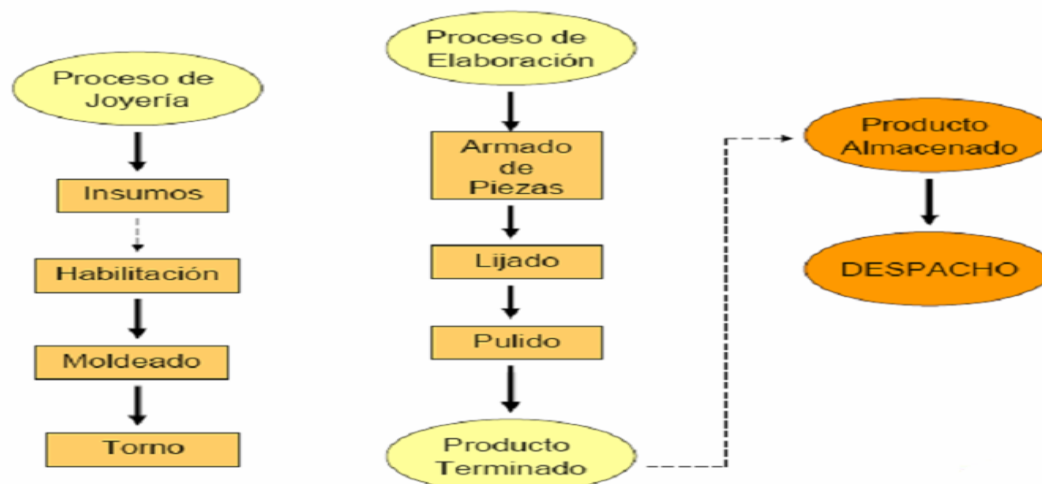 Proceso de
Joyería
Insumos
Habilitación
Moldeado
Torno
Proceso de
Elaboración
Armado
de
Piezas
Lijado
Pulido
Producto
Terminado
Producto
Almacenado
DESPACHO